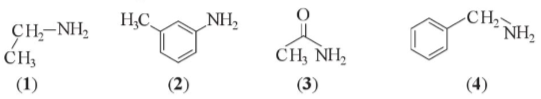 CH₂–NH₂
CH₃
(1)
H₃C
NH₂
(2)
O
CH₃ NH₂
(3)
CH₂
NH₂
(4)